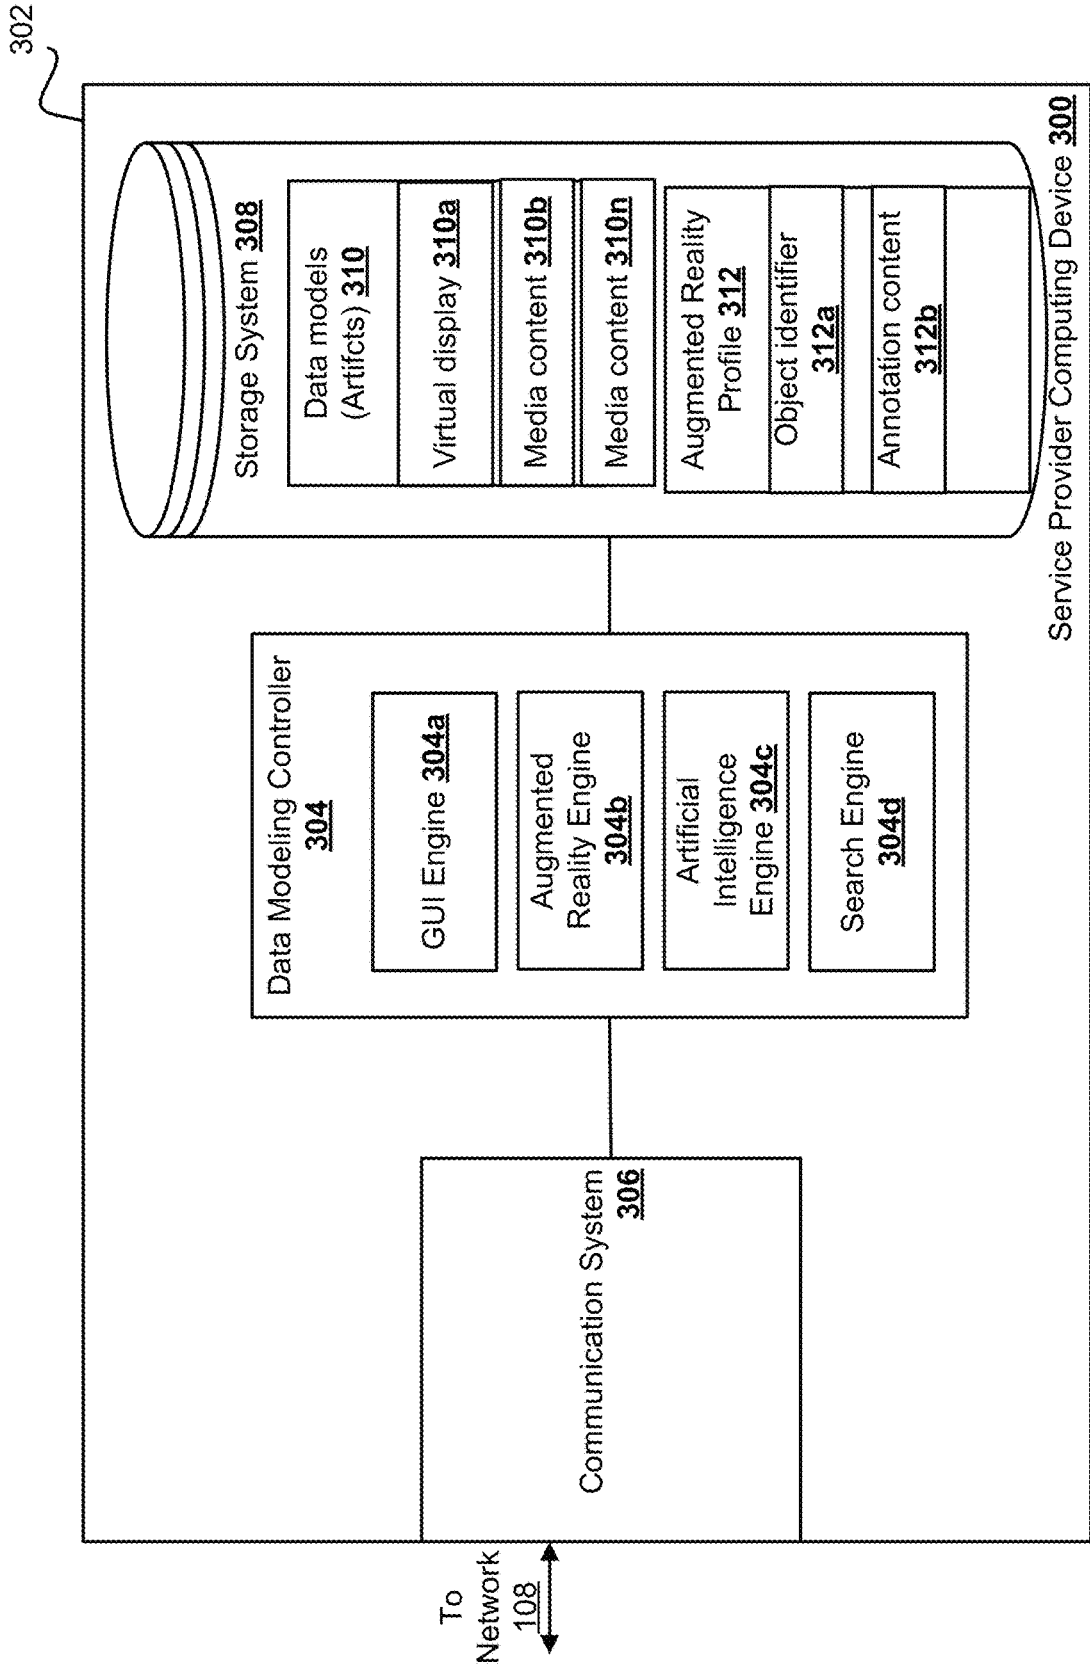 302
To
Network
108
Communication System
306
Data Modeling Controller
304
GUI Engine 304a
Augmented
Reality Engine
304b
Artificial
Intelligence
Engine 304c
Search Engine
304d
Storage System 308
Data models
(Artifcts) 310
Virtual display 310a
Media content 310b
Media content 310n
Augmented Reality
Profile 312
Object identifier
312a
Annotation content
312b
Service Provider Computing Device 300